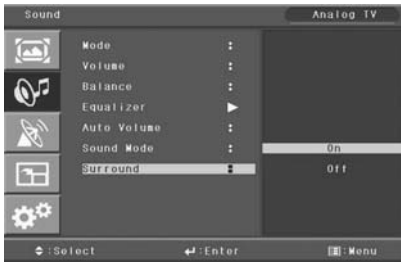 Sound Analog TV
Mode :
Volume :
Balance :
Equalizer ▶
Auto Volume :
Sound Mode : On
Surround : Off
:Select :Enter :Menu